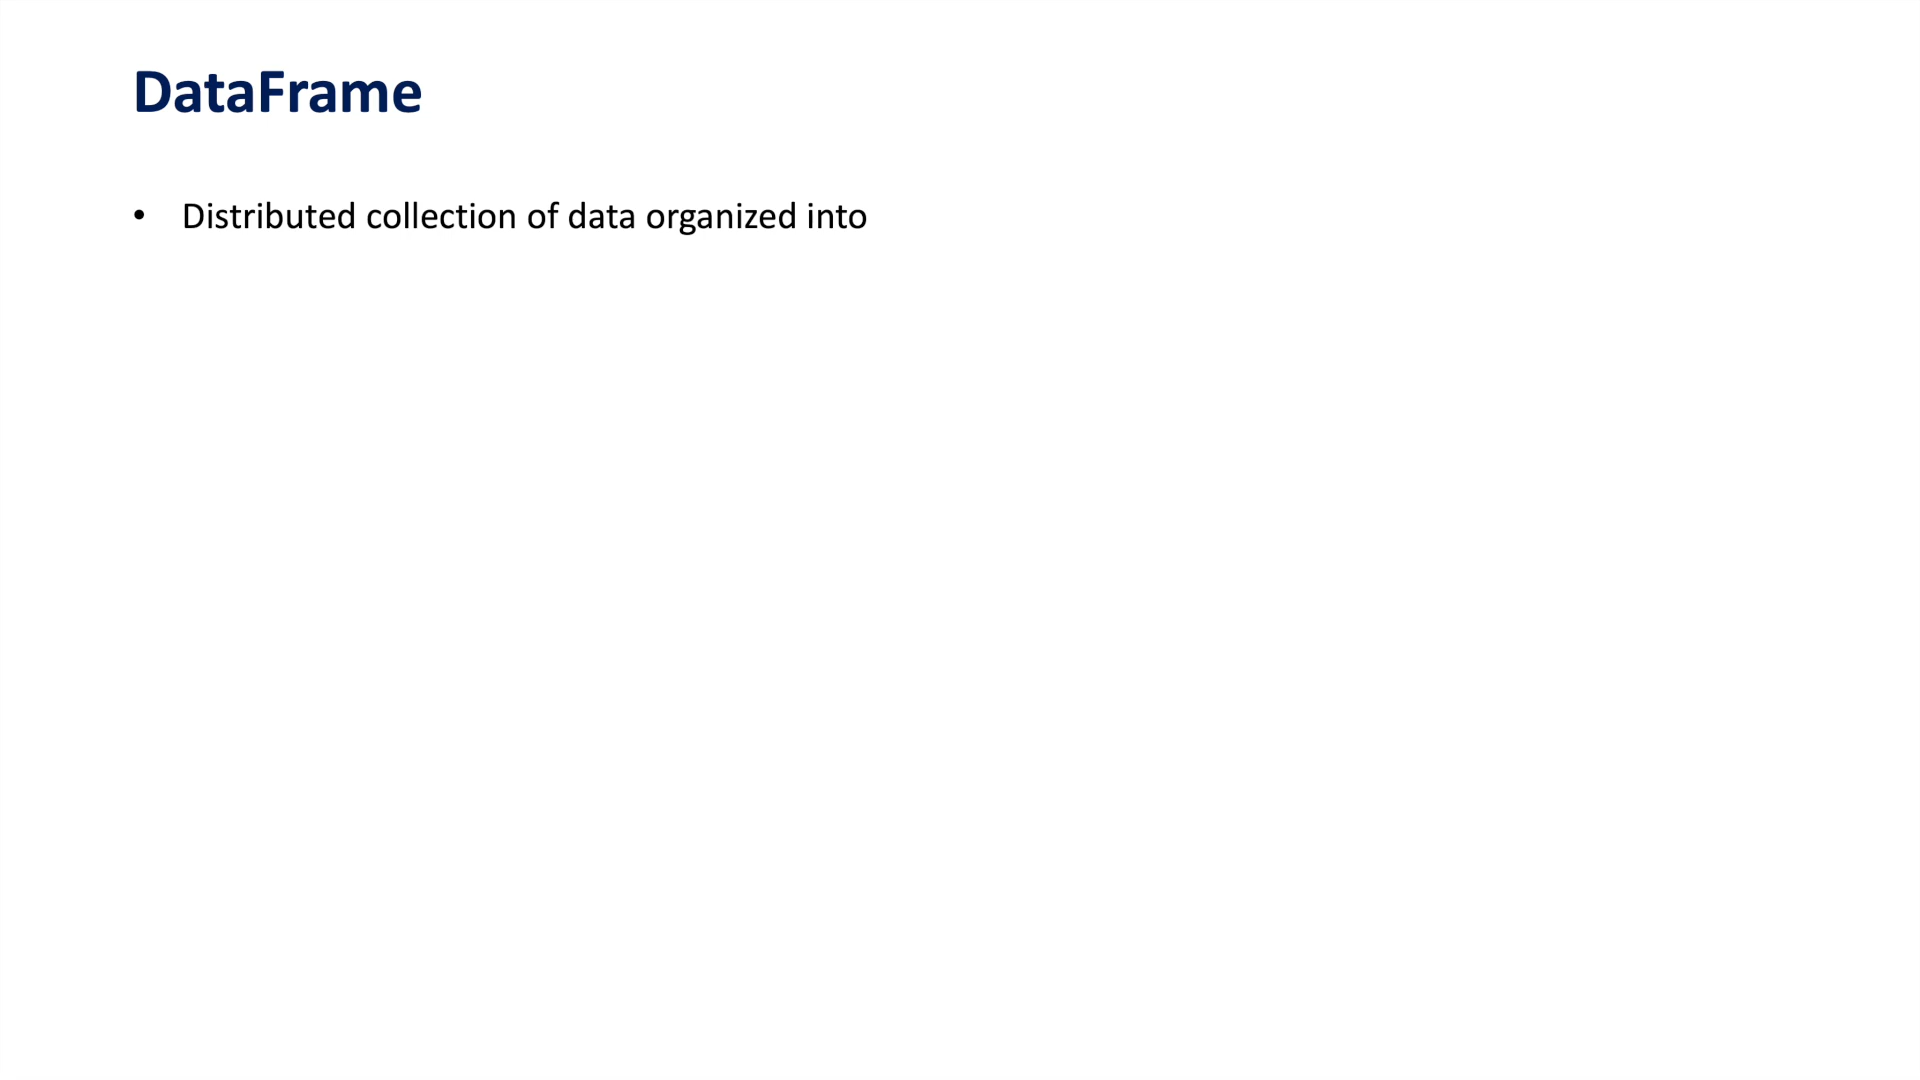 DataFrame
• Distributed collection of data organized into